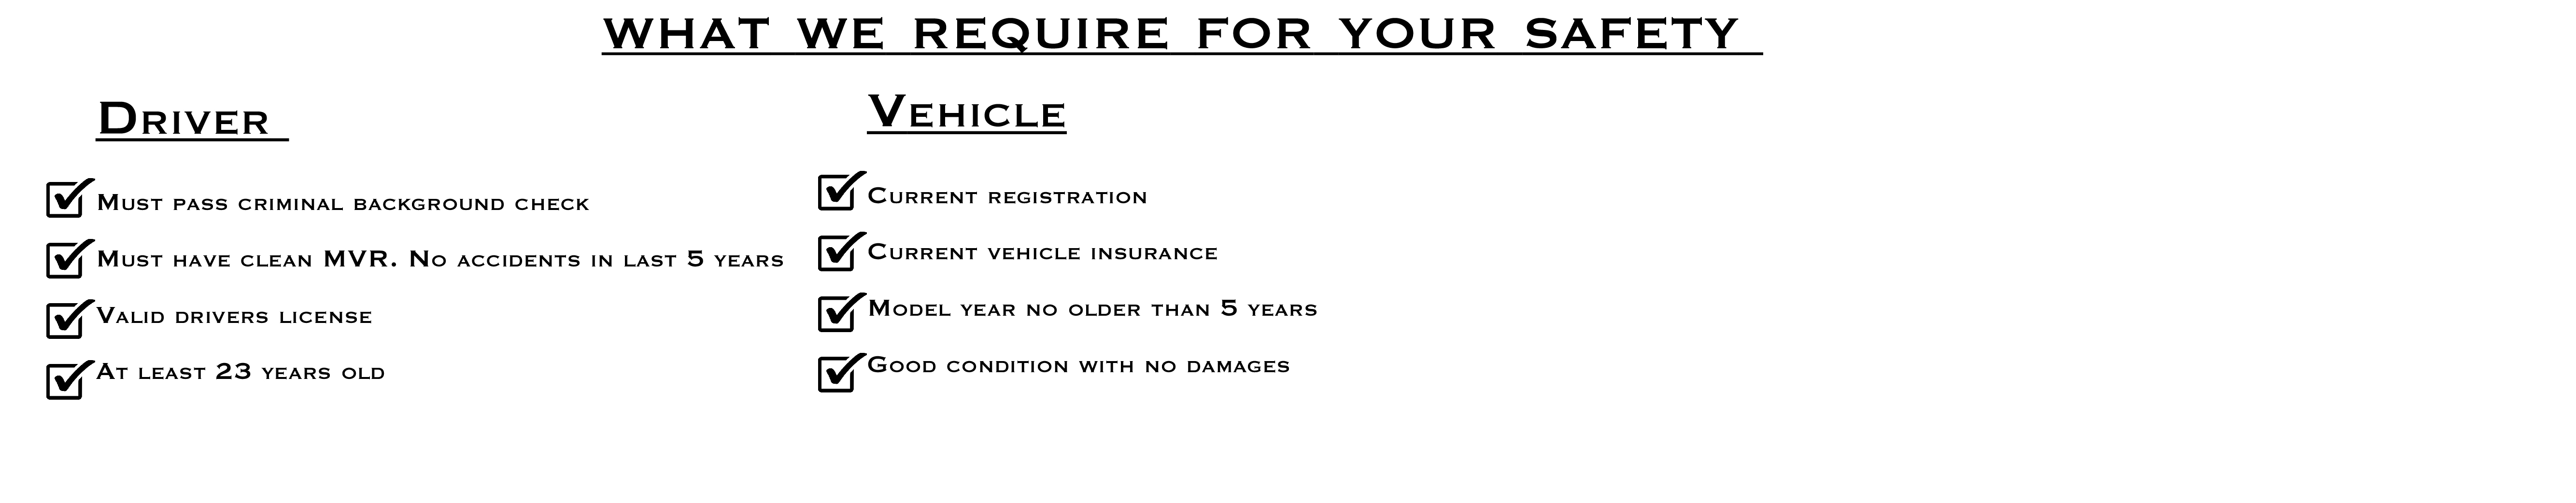 WHAT WE REQUIRE FOR YOUR SAFETY
Driver
Must pass criminal background check
Must have clean MVR. No accidents in last 5 years
Valid drivers license
At least 23 years old
Vehicle
Current registration
Current vehicle insurance
Model year no older than 5 years
Good condition with no damages